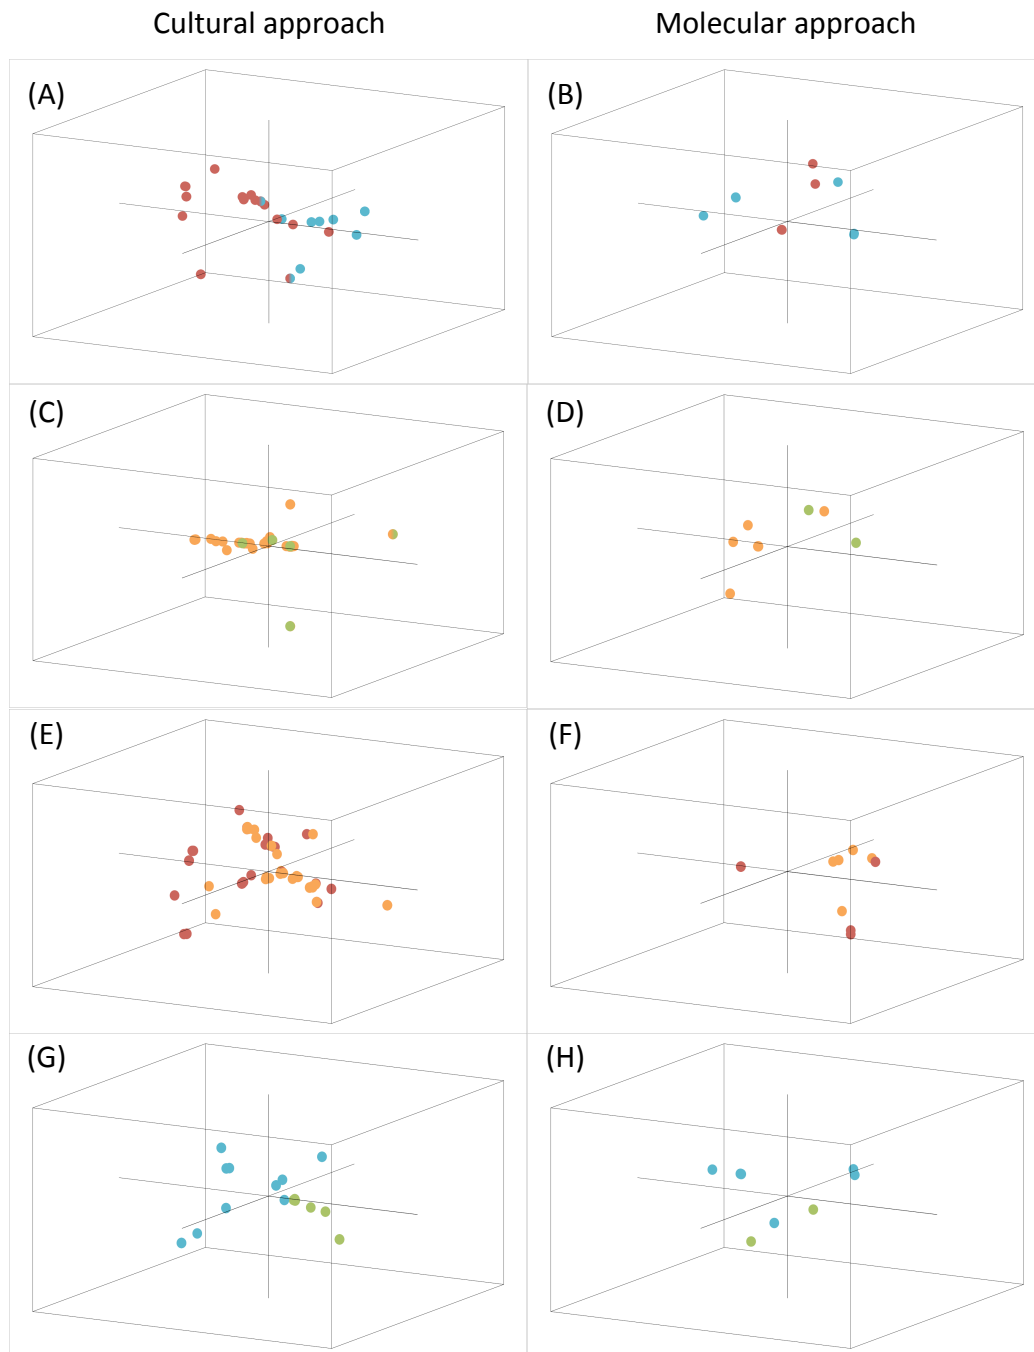 Cultural approach
Molecular approach
(A)
(B)
(C)
(D)
(E)
(F)
(G)
(H)